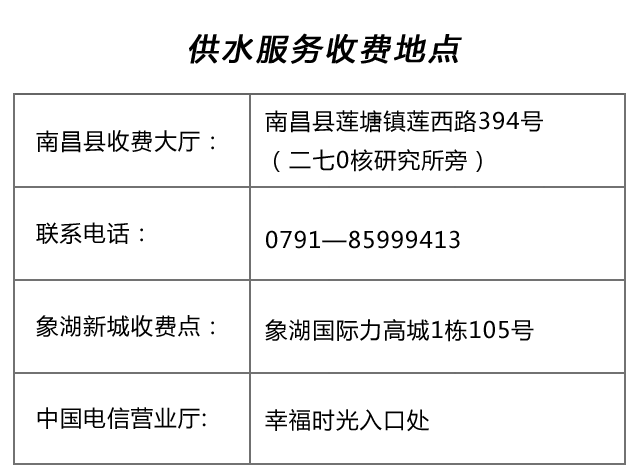 供水服务收费地点
南昌县收费大厅：
南昌县莲塘镇莲西路394号
（二七0核研究所旁）
联系电话：
0791—85999413
象湖新城收费点：
象湖国际力高城1栋105号
中国电信营业厅:
幸福时光入口处